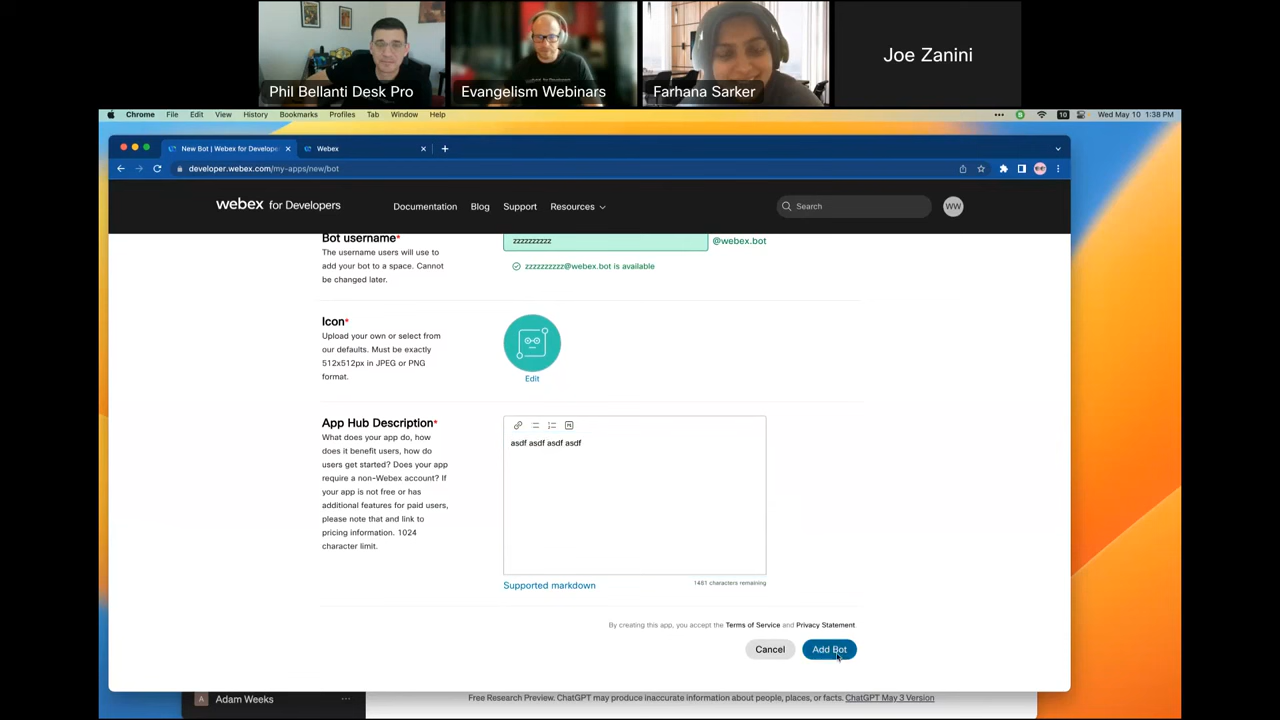 Phil Bellanti Desk Pro
Evangelism Webinars
Farhana Sarker
Joe Zanini
Chrome File Edit View History Bookmarks Profiles Tab Window Help
10
Wed May 10 1:38 PM
New Bot | Webex for Develope
Webex
developer.webex.com/my-apps/new/bot
webex for Developers
Documentation Blog Support Resources
Search
WW
Bot username*
The username users will use to
add your bot to a space. Cannot
be changed later.
zzzzzzzzzz
@webex.bot
zzzzzzzzzz@webex.bot is available
Icon*
Upload your own or select from
our defaults. Must be exactly
512x512px in JPEG or PNG
format.
Edit
App Hub Description*
What does your app do, how
does it benefit users, how do
users get started? Does your app
require a non-Webex account? If
your app is not free or has
additional features for paid users,
please note that and link to
pricing information. 1024
character limit.
asdf asdf asdf asdf
Supported markdown
1481 characters remaining
By creating this app, you accept the Terms of Service and Privacy Statement
Cancel
Add Bot
A Adam Weeks ...
Free Research Preview. ChatGPT may produce inaccurate information about people, places, or facts. ChatGPT May 3 Version